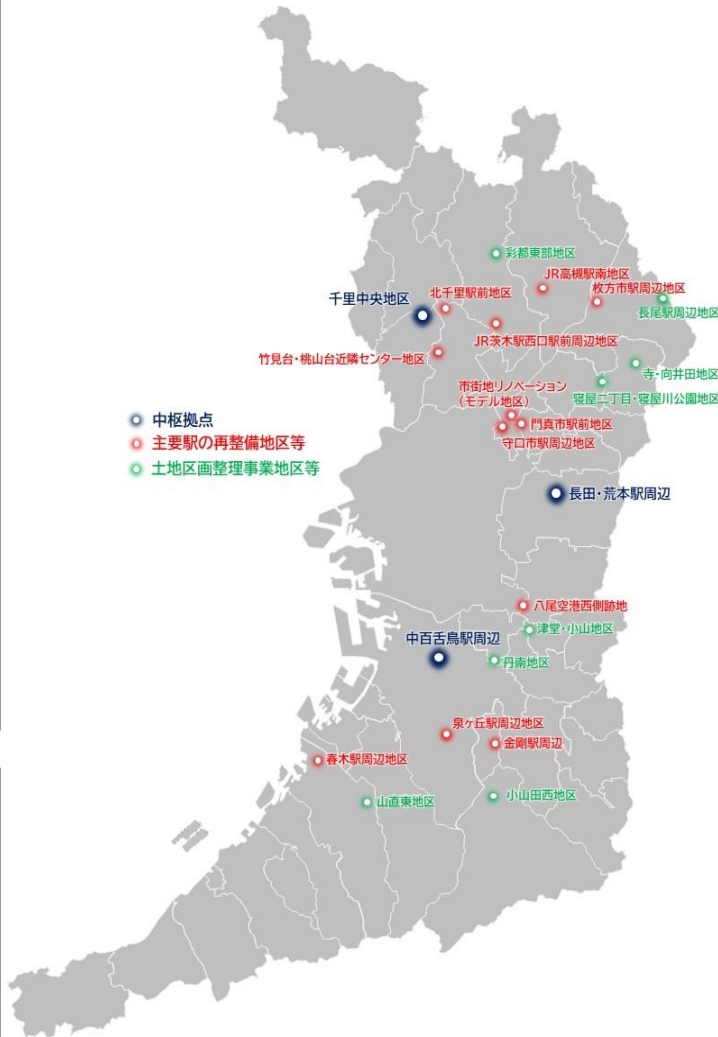 彩都東部地区
JR高槻駅南地区
北千里駅前地区
枚方市駅周辺地区
千里中央地区
長尾駅周辺地区
JR茨木駅西口駅前周辺地区
竹見台・桃山台近隣センター地区
寺・向井田地区
市街地リノベーション
（モデル地区）
寝屋二丁目・寝屋川公園地区
中枢拠点
門真市駅前地区
主要駅の再整備地区等
守口市駅周辺地区
土地区画整理事業地区等
長田・荒本駅周辺
八尾空港西側跡地
津堂・小山地区
中百舌鳥駅周辺
丹南地区
泉ヶ丘駅周辺地区
金剛駅周辺
春木駅周辺地区
小山田西地区
山直東地区